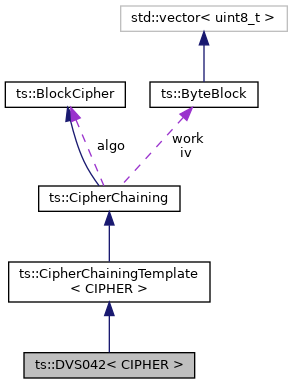 std::vector< uint8_t >
ts::BlockCipher
ts::ByteBlock
algo
work
iv
ts::CipherChaining
ts::CipherChainingTemplate
< CIPHER >
ts::DVS042< CIPHER >